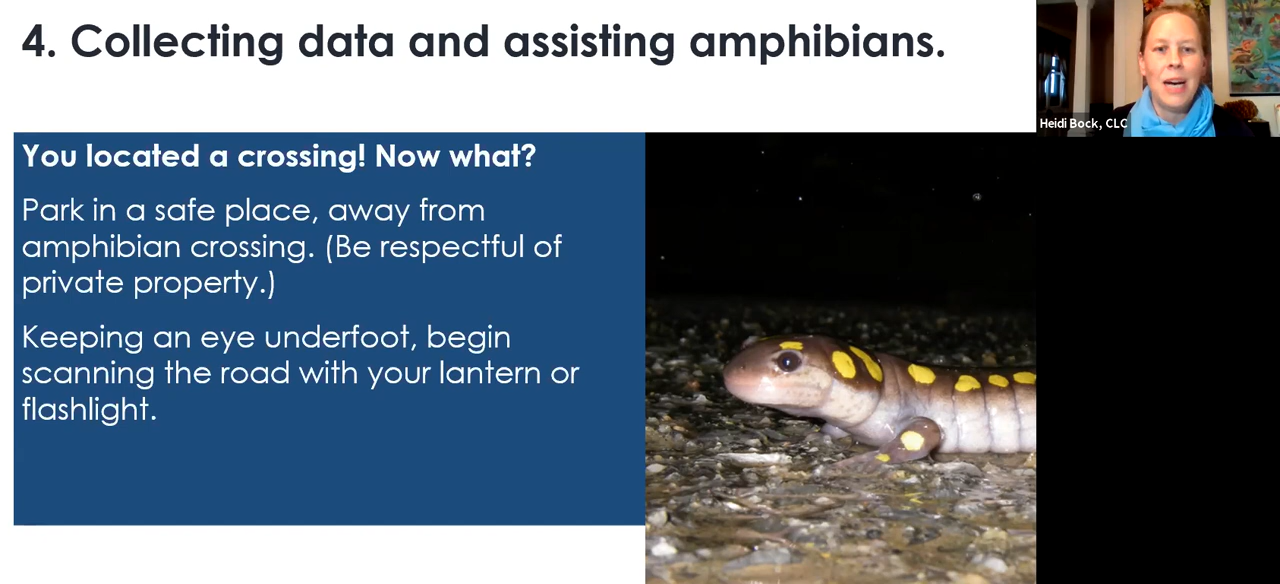 4. Collecting data and assisting amphibians.
Heidi Bock, CLC
You located a crossing! Now what?
Park in a safe place, away from
amphibian crossing. (Be respectful of
private property.)
Keeping an eye underfoot, begin
scanning the road with your lantern or
flashlight.